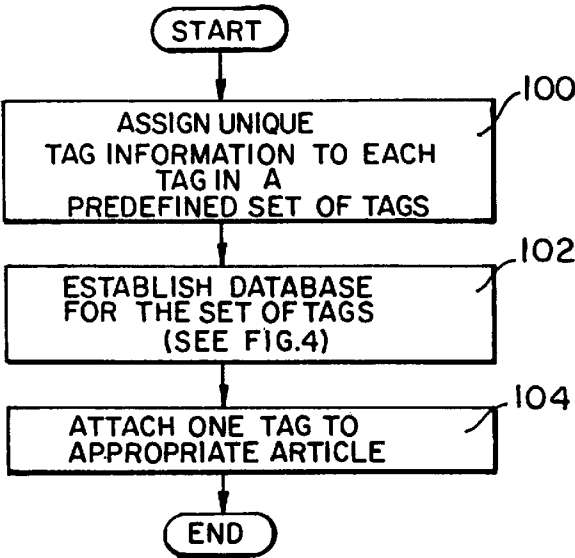 START
100
ASSIGN UNIQUE
TAG INFORMATION TO EACH
TAG IN A
PREDEFINED SET OF TAGS
102
ESTABLISH DATABASE
FOR THE SET OF TAGS
(SEE FIG.4)
104
ATTACH ONE TAG TO
APPROPRIATE ARTICLE
END